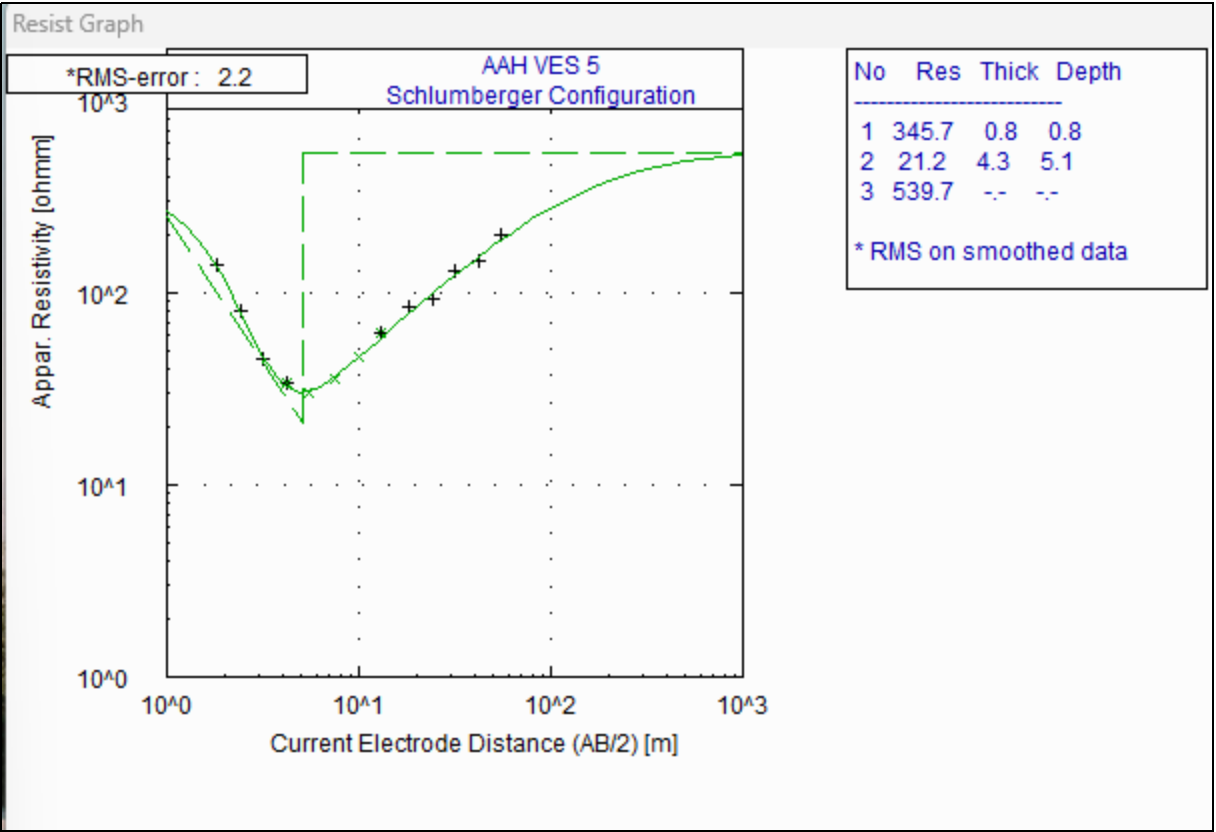 Resist Graph
*RMS-error : 2.2
AAH VES 5
Schlumberger Configuration
10^3
10^2
10^1
10^0
Appar. Resistivity [ohmm]
10^0 10^1 10^2 10^3
Current Electrode Distance (AB/2) [m]
No Res Thick Depth
---------------------------
1 345.7 0.8 0.8
2 21.2 4.3 5.1
3 539.7 -.- -.-
* RMS on smoothed data